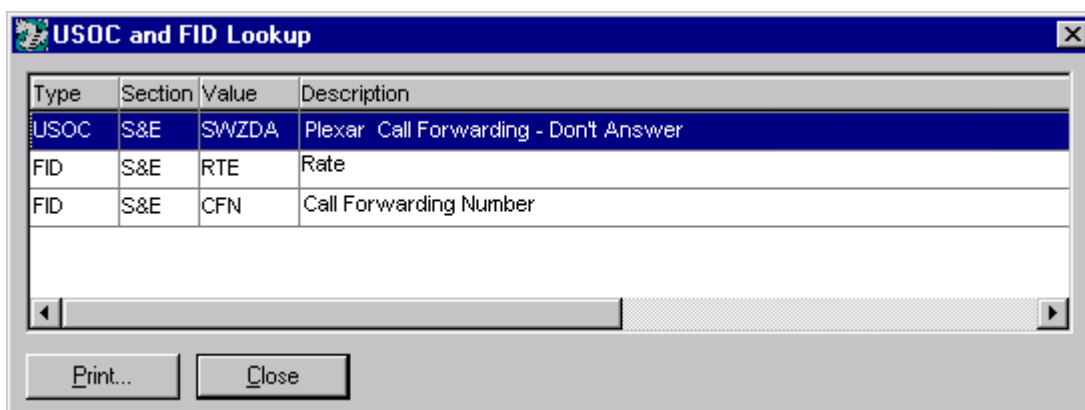 USOC and FID Lookup
Type Section Value Description
USOC S&E SWZDA Plexar Call Forwarding - Don't Answer
FID S&E RTE Rate
FID S&E CFN Call Forwarding Number
Print... Close